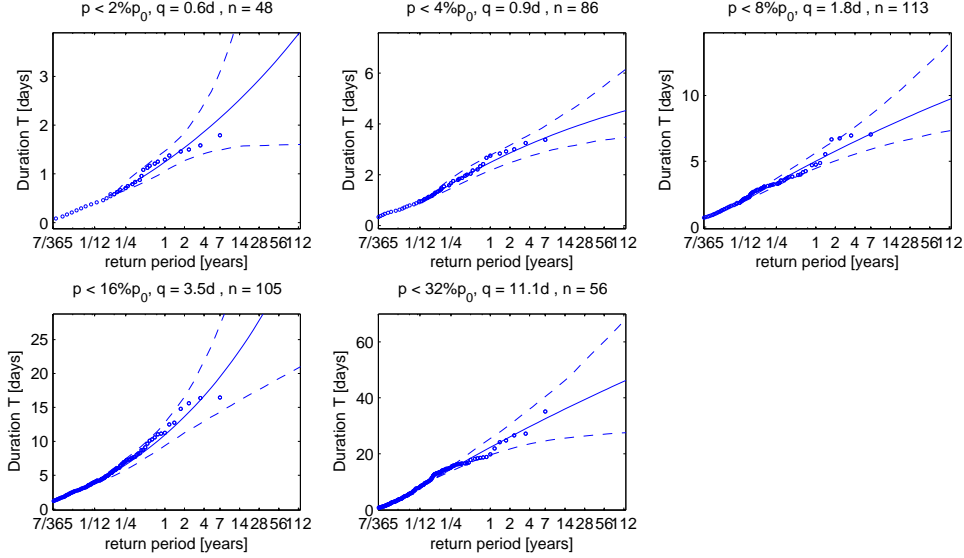 p < 2%p0, q = 0.6d , n = 48
p < 4%p0, q = 0.9d , n = 86
p < 8%p0, q = 1.8d , n = 113
Duration T [days]
3
2
1
0
7/365 1/12 1/4 1 2 4 7 14 28 56 112
return period [years]
Duration T [days]
6
4
2
0
7/365 1/12 1/4 1 2 4 7 14 28 56 112
return period [years]
Duration T [days]
10
5
0
7/365 1/12 1/4 1 2 4 7 14 28 56 112
return period [years]
p < 16%p0, q = 3.5d , n = 105
p < 32%p0, q = 11.1d , n = 56
Duration T [days]
25
20
15
10
5
0
7/365 1/12 1/4 1 2 4 7 14 28 56 112
return period [years]
Duration T [days]
60
40
20
0
7/365 1/12 1/4 1 2 4 7 14 28 56 112
return period [years]